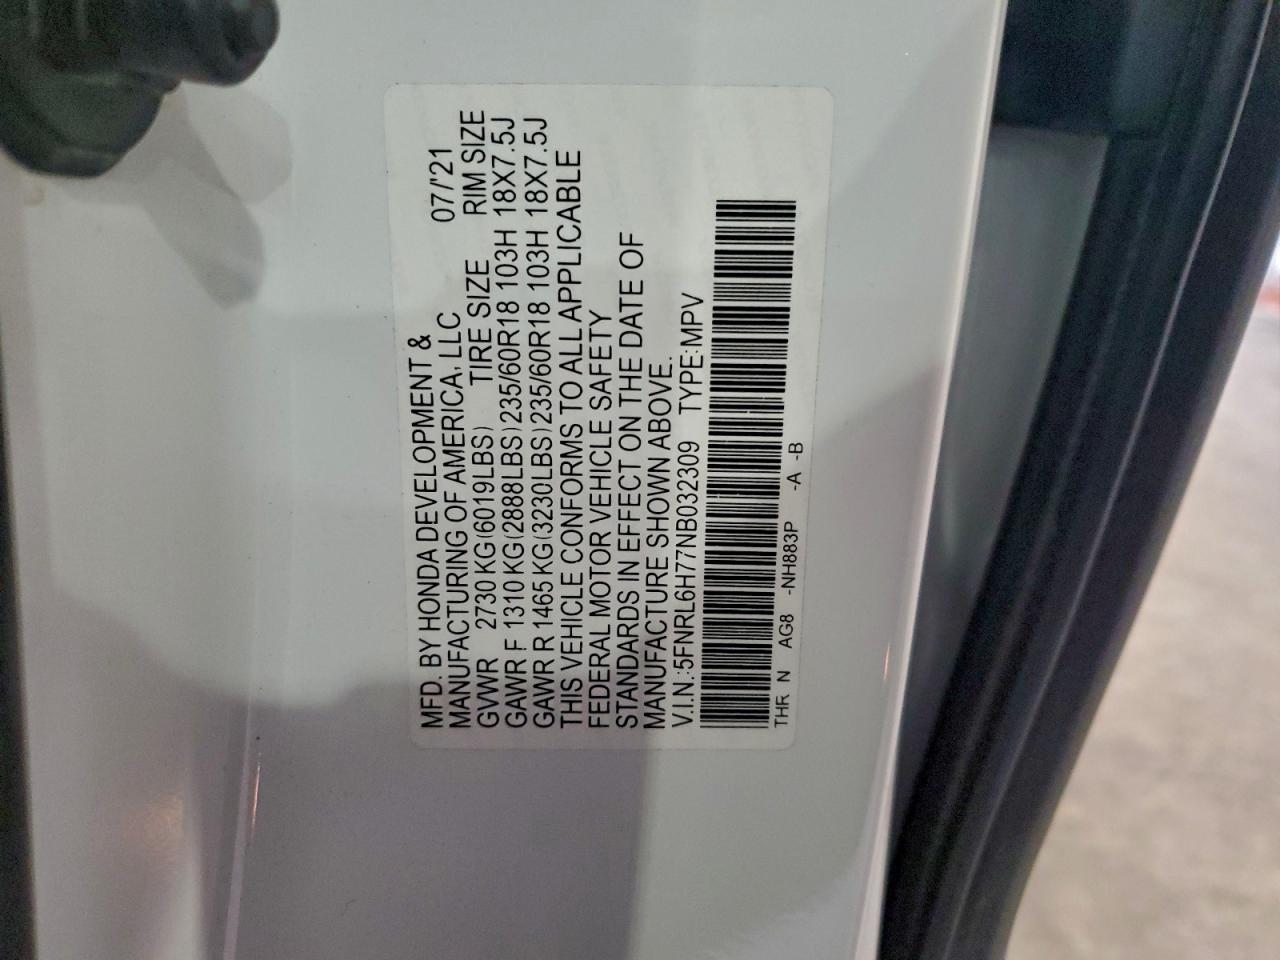 MFD. BY HONDA DEVELOPMENT &
MANUFACTURING OF AMERICA, LLC 07/'21
GVWR 2730 KG(6019LBS) TIRE SIZE RIM SIZE
GAWR F 1310 KG(2888LBS)235/60R18 103H 18X7.5J
GAWR R 1465 KG(3230LBS)235/60R18 103H 18X7.5J
THIS VEHICLE CONFORMS TO ALL APPLICABLE
FEDERAL MOTOR VEHICLE SAFETY
STANDARDS IN EFFECT ON THE DATE OF
MANUFACTURE SHOWN ABOVE.
V.I.N.:5FNRL6H77NB032309 TYPE:MPV
THR N AG8 -NH883P -A -B